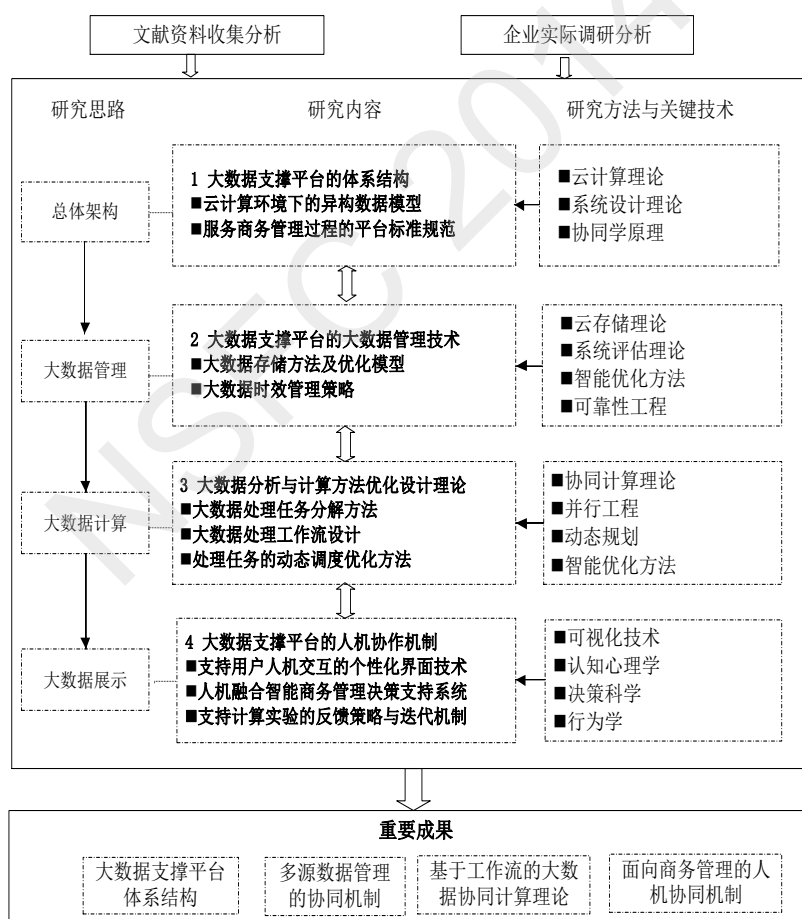 文献资料收集分析
企业实际调研分析
研究思路
研究内容
研究方法与关键技术
总体架构
1 大数据支撑平台的体系结构
■云计算环境下的异构数据模型
■服务商务管理过程的平台标准规范
■云计算理论
■系统设计理论
■协同学原理
大数据管理
2 大数据支撑平台的大数据管理技术
■大数据存储方法及优化模型
■大数据时效管理策略
■云存储理论
■系统评估理论
■智能优化方法
■可靠性工程
大数据计算
3 大数据分析与计算方法优化设计理论
■大数据处理任务分解方法
■大数据处理工作流设计
■处理任务的动态调度优化方法
■协同计算理论
■并行工程
■动态规划
■智能优化方法
大数据展示
4 大数据支撑平台的人机协作机制
■支持用户人机交互的个性化界面技术
■人机融合智能商务管理决策支持系统
■支持计算实验的反馈策略与迭代机制
■可视化技术
■认知心理学
■决策科学
■行为学
重要成果
大数据支撑平台
体系结构
多源数据管理
的协同机制
基于工作流的大数
据协同计算理论
面向商务管理的人
机协同机制
NSFC 2014